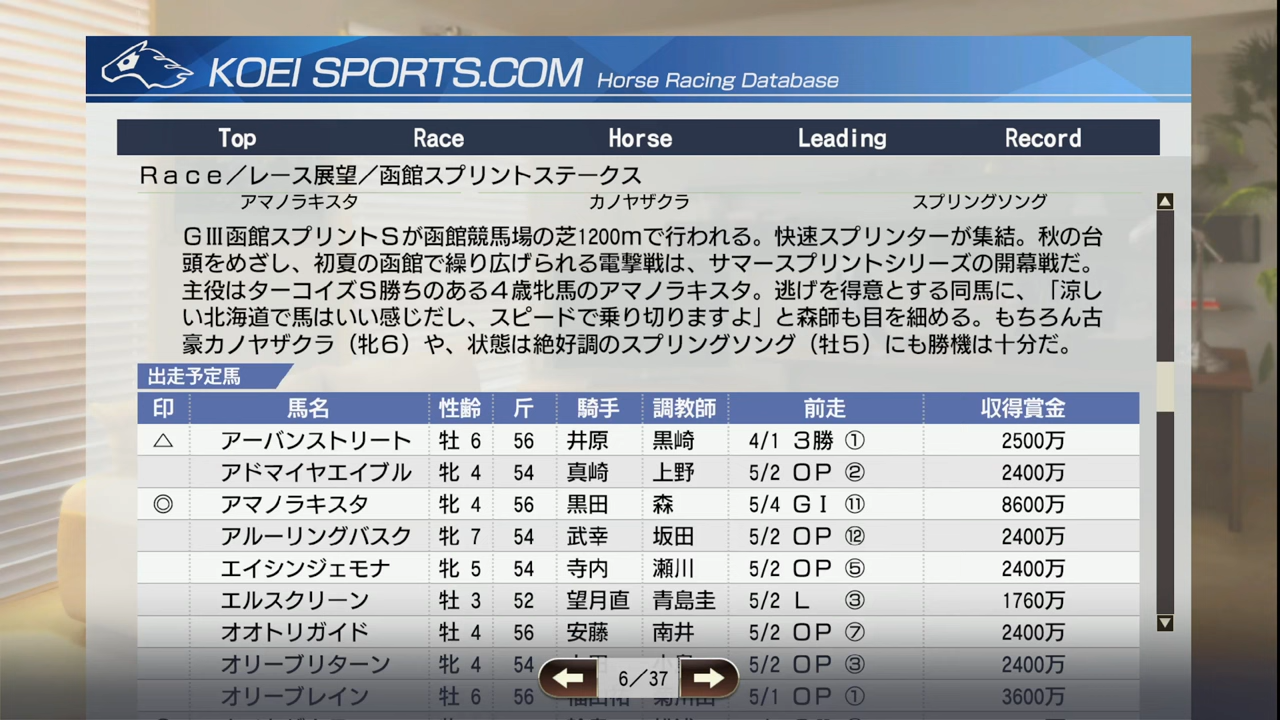 KOEI SPORTS.COM Horse Racing Database
Top Race Horse Leading Record
Ｒａｃｅ／レース展望／函館スプリントステークス
アマノラキスタ カノヤザクラ スプリングソング
ＧⅢ函館スプリントＳが函館競馬場の芝1200mで行われる。快速スプリンターが集結。秋の台
頭をめざし、初夏の函館で繰り広げられる電撃戦は、サマースプリントシリーズの開幕戦だ。
主役はターコイズＳ勝ちのある４歳牝馬のアマノラキスタ。逃げを得意とする同馬に、「涼し
い北海道で馬はいい感じだし、スピードで乗り切りますよ」と森師も目を細める。もちろん古
豪カノヤザクラ（牝６）や、状態は絶好調のスプリングソング（牡５）にも勝機は十分だ。
出走予定馬
印 馬名 性齢 斤 騎手 調教師 前走 収得賞金
△ アーバンストリート 牡 6 56 井原 黒崎 4/1 ３勝 ① 2500万
アドマイヤエイブル 牝 4 54 真崎 上野 5/2 ＯＰ ② 2400万
◎ アマノラキスタ 牝 4 56 黒田 森 5/4 ＧⅠ ⑪ 8600万
アルーリングバスク 牝 7 54 武幸 坂田 5/2 ＯＰ ⑫ 2400万
エイシンジェモナ 牝 5 54 寺内 瀬川 5/2 ＯＰ ⑤ 2400万
エルスクリーン 牡 3 52 望月直 青島圭 5/2 Ｌ ③ 1760万
オオトリガイド 牡 4 56 安藤 南井 5/2 ＯＰ ⑦ 2400万
オリーブリターン 牝 4 54 5/2 ＯＰ ③ 2400万
6／37
オリーブレイン 牡 6 56 5/1 ＯＰ ① 3600万